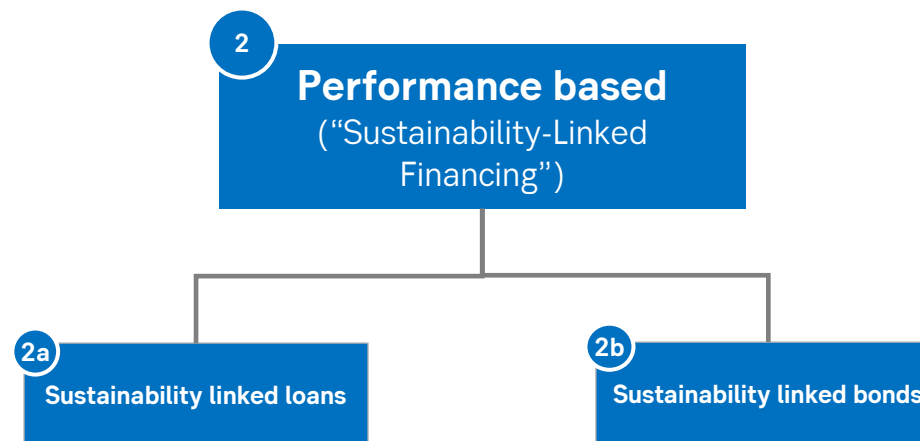 2
Performance based
(“Sustainability-Linked
Financing”)
2a
Sustainability linked loans
2b
Sustainability linked bonds